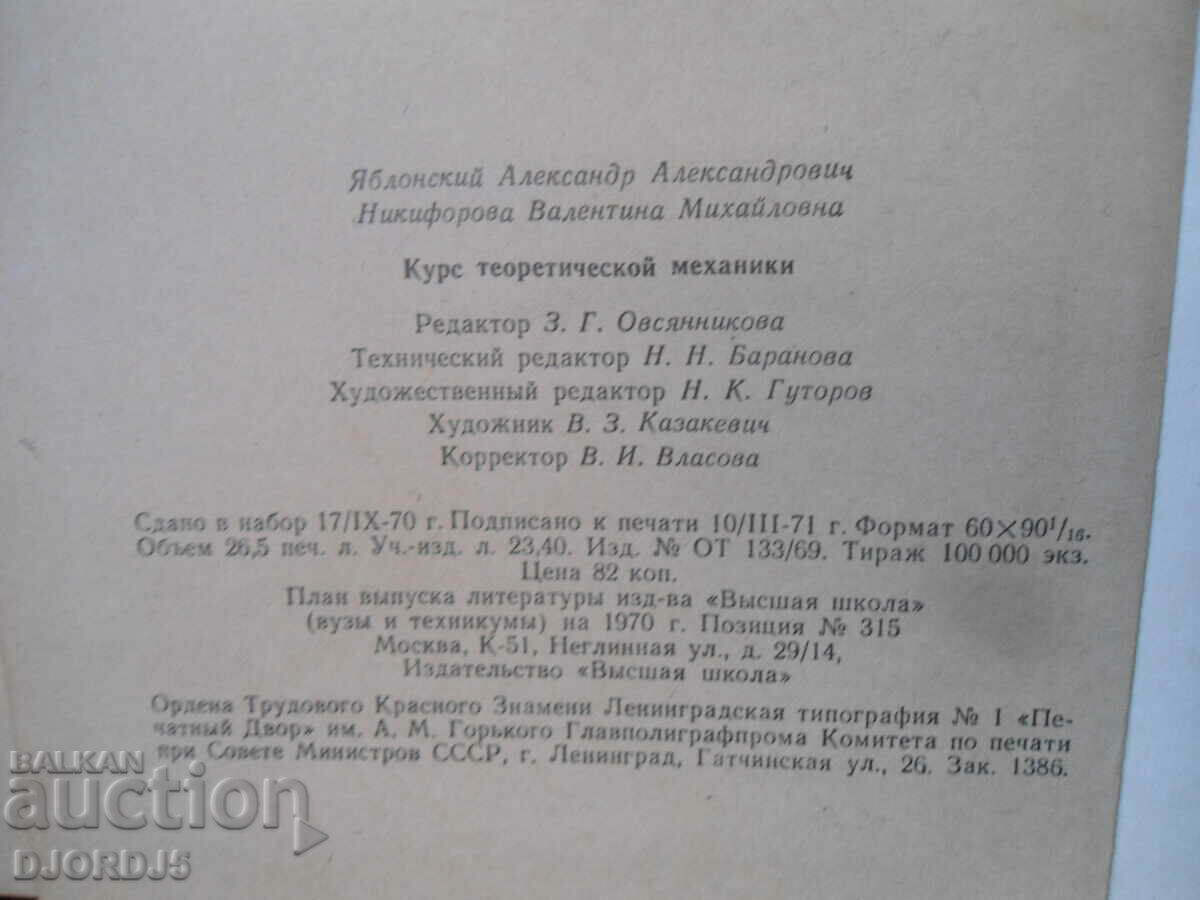 Яблонский Александр Александрович
Никифорова Валентина Михайловна
Курс теоретической механики
Редактор З. Г. Овсянникова
Технический редактор Н. Н. Баранова
Художественный редактор Н. К. Гуторов
Художник В. З. Казакевич
Корректор В. И. Власова
Сдано в набор 17/IX-70 г. Подписано к печати 10/III-71 г. Формат 60×90¹/₁₆.
Объем 26,5 печ. л. Уч.-изд. л. 23,40. Изд. № ОТ 133/69. Тираж 100 000 экз.
Цена 82 коп.
План выпуска литературы изд-ва «Высшая школа»
(вузы и техникумы) на 1970 г. Позиция № 315
Москва, К-51, Неглинная ул., д. 29/14,
Издательство «Высшая школа»
Ордена Трудового Красного Знамени Ленинградская типография № 1 «Пе-
чатный Двор» им. А. М. Горького Главполиграфпрома Комитета по печати
при Совете Министров СССР, г. Ленинград, Гатчинская ул., 26. Зак. 1386.
BALKAN
auction
DJORDJ5